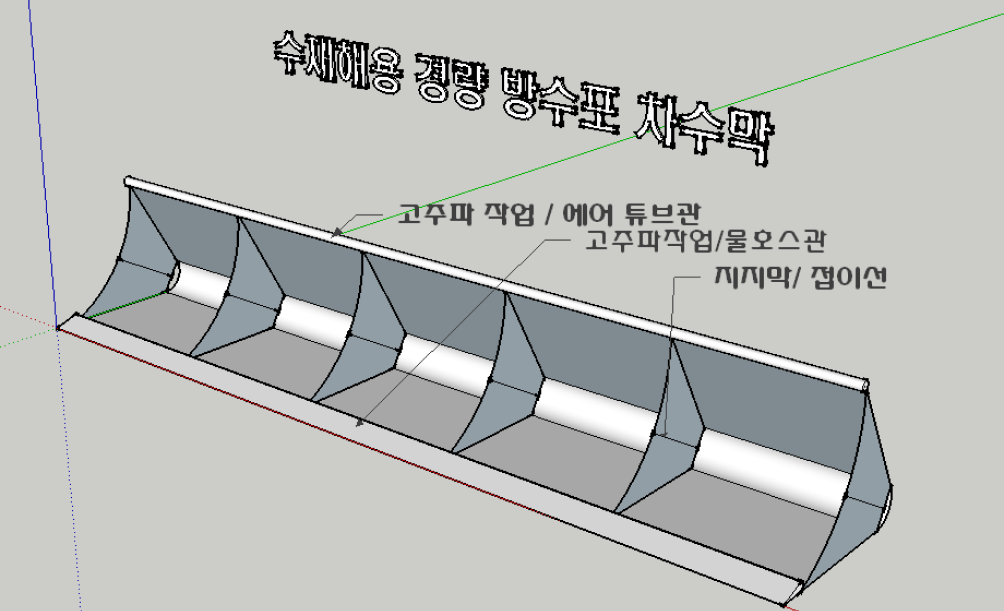 수재해용 경량 방수포 차수막
고주파 작업 / 에어 튜브관
고주파작업/물호스관
지지막/ 접이선